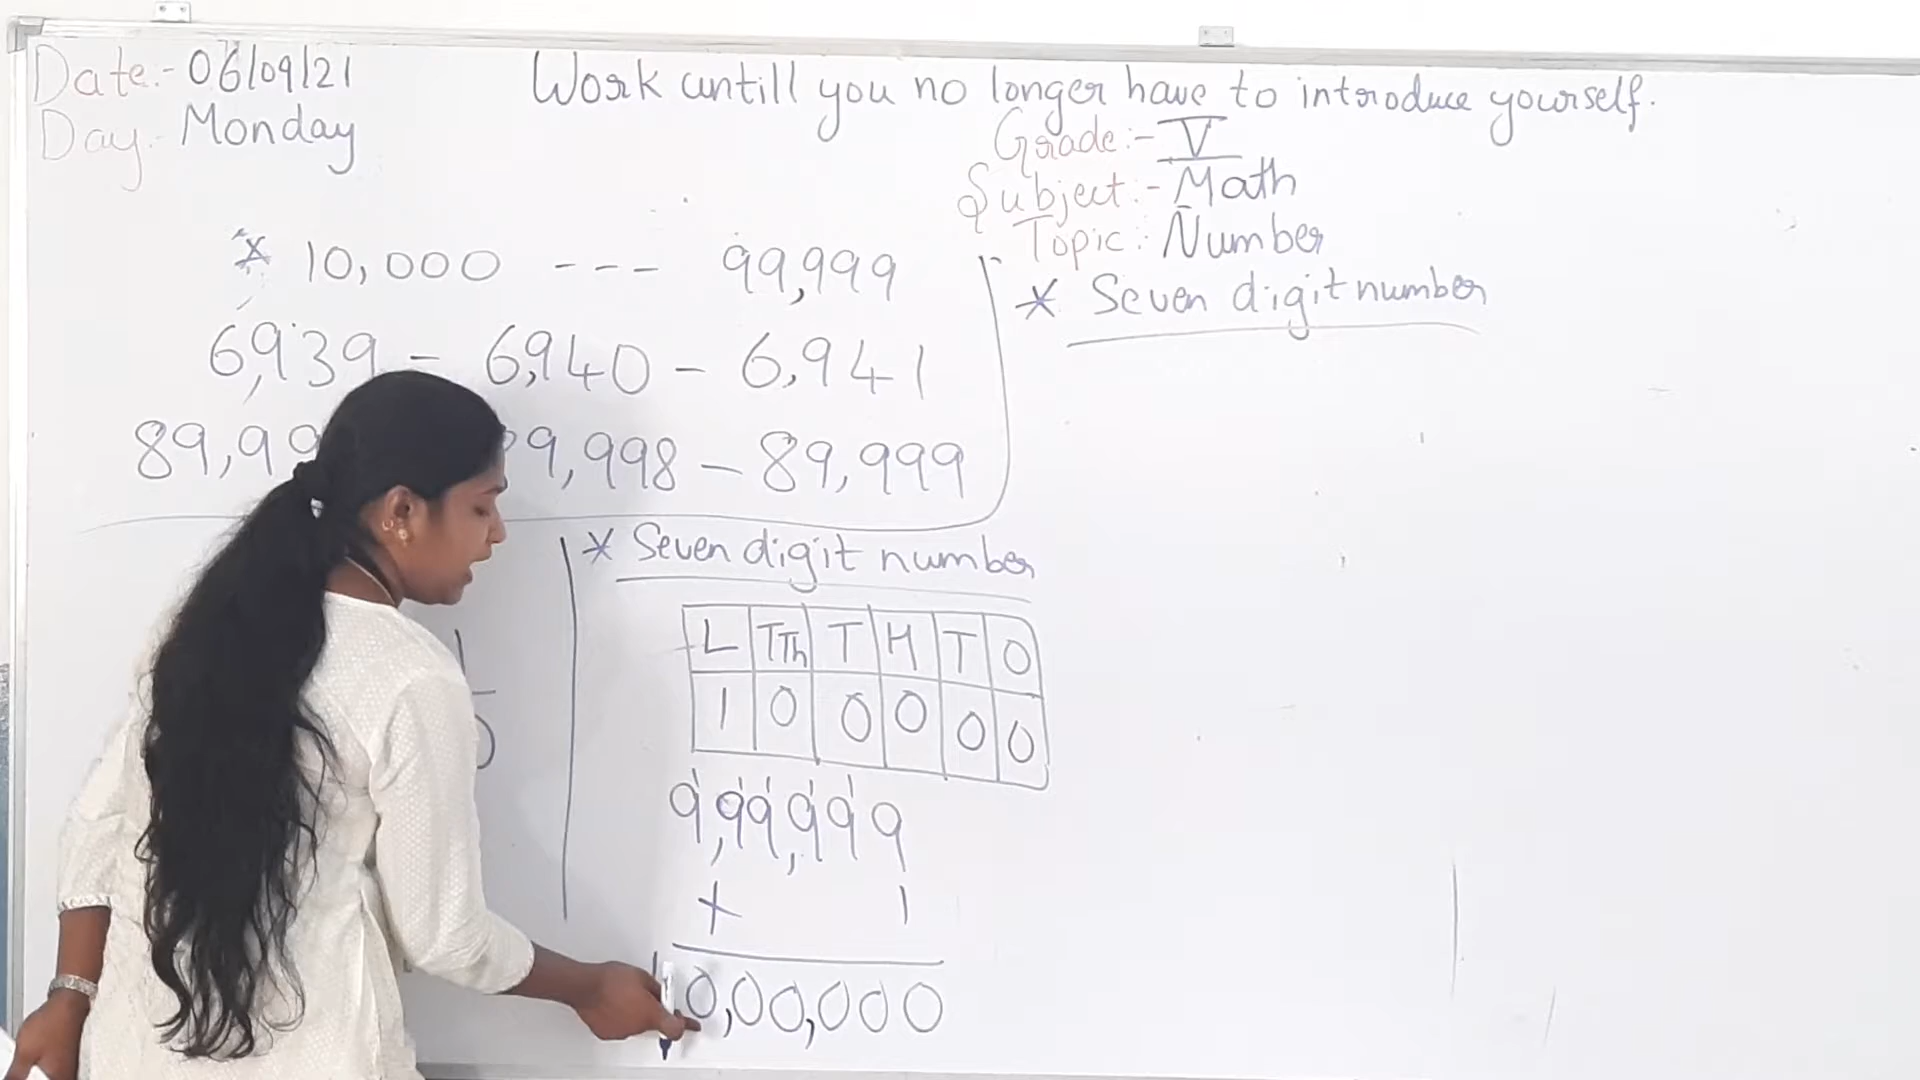 Date:- 06/09/21
Day:- Monday
Work untill you no longer have to introduce yourself.
Grade:- V
Subject:- Math
Topic:- Number
* Seven digit number
* 10,000 --- 99,999
6,939 - 6,940 - 6,941
89,99 9,998 - 89,999
* Seven digit number
L TTh T H T O
1 0 0 0 0 0
9,99,999
+ 1
10,00,000